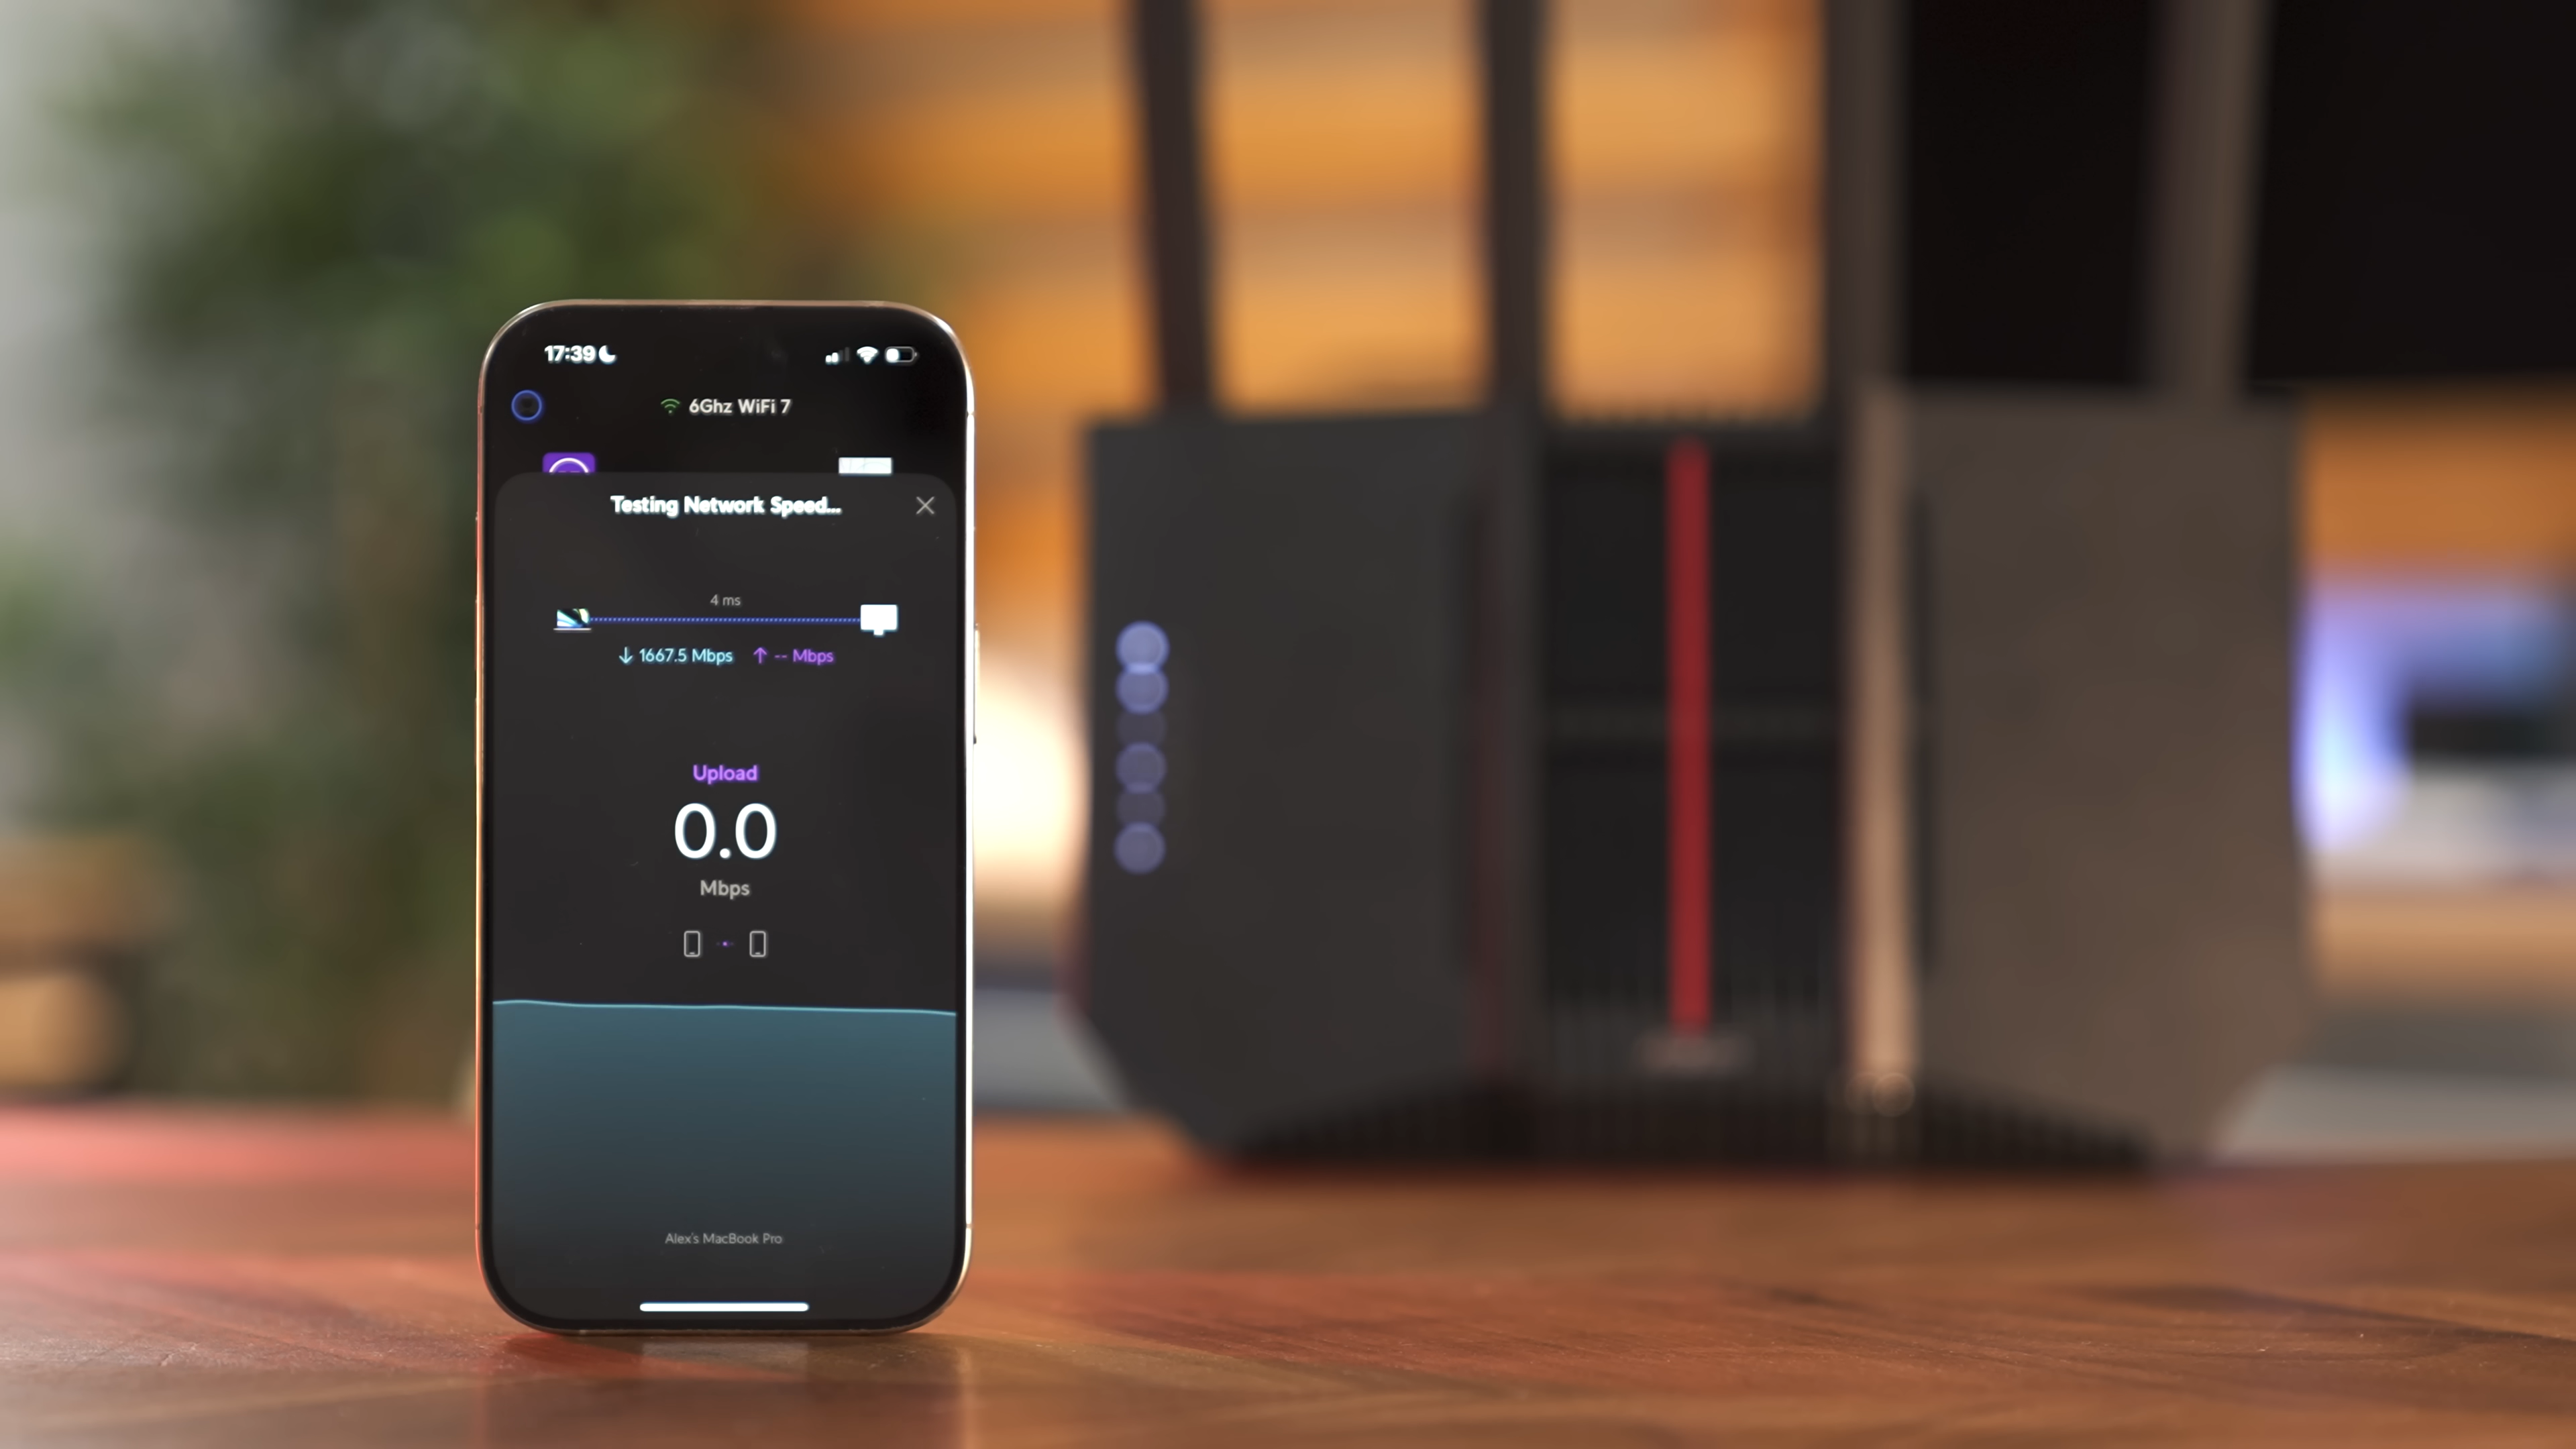 17:39
6Ghz WiFi 7
Testing Network Speed...
4 ms
↓ 1667.5 Mbps ↑ -- Mbps
Upload
0.0
Mbps
Alex's MacBook Pro